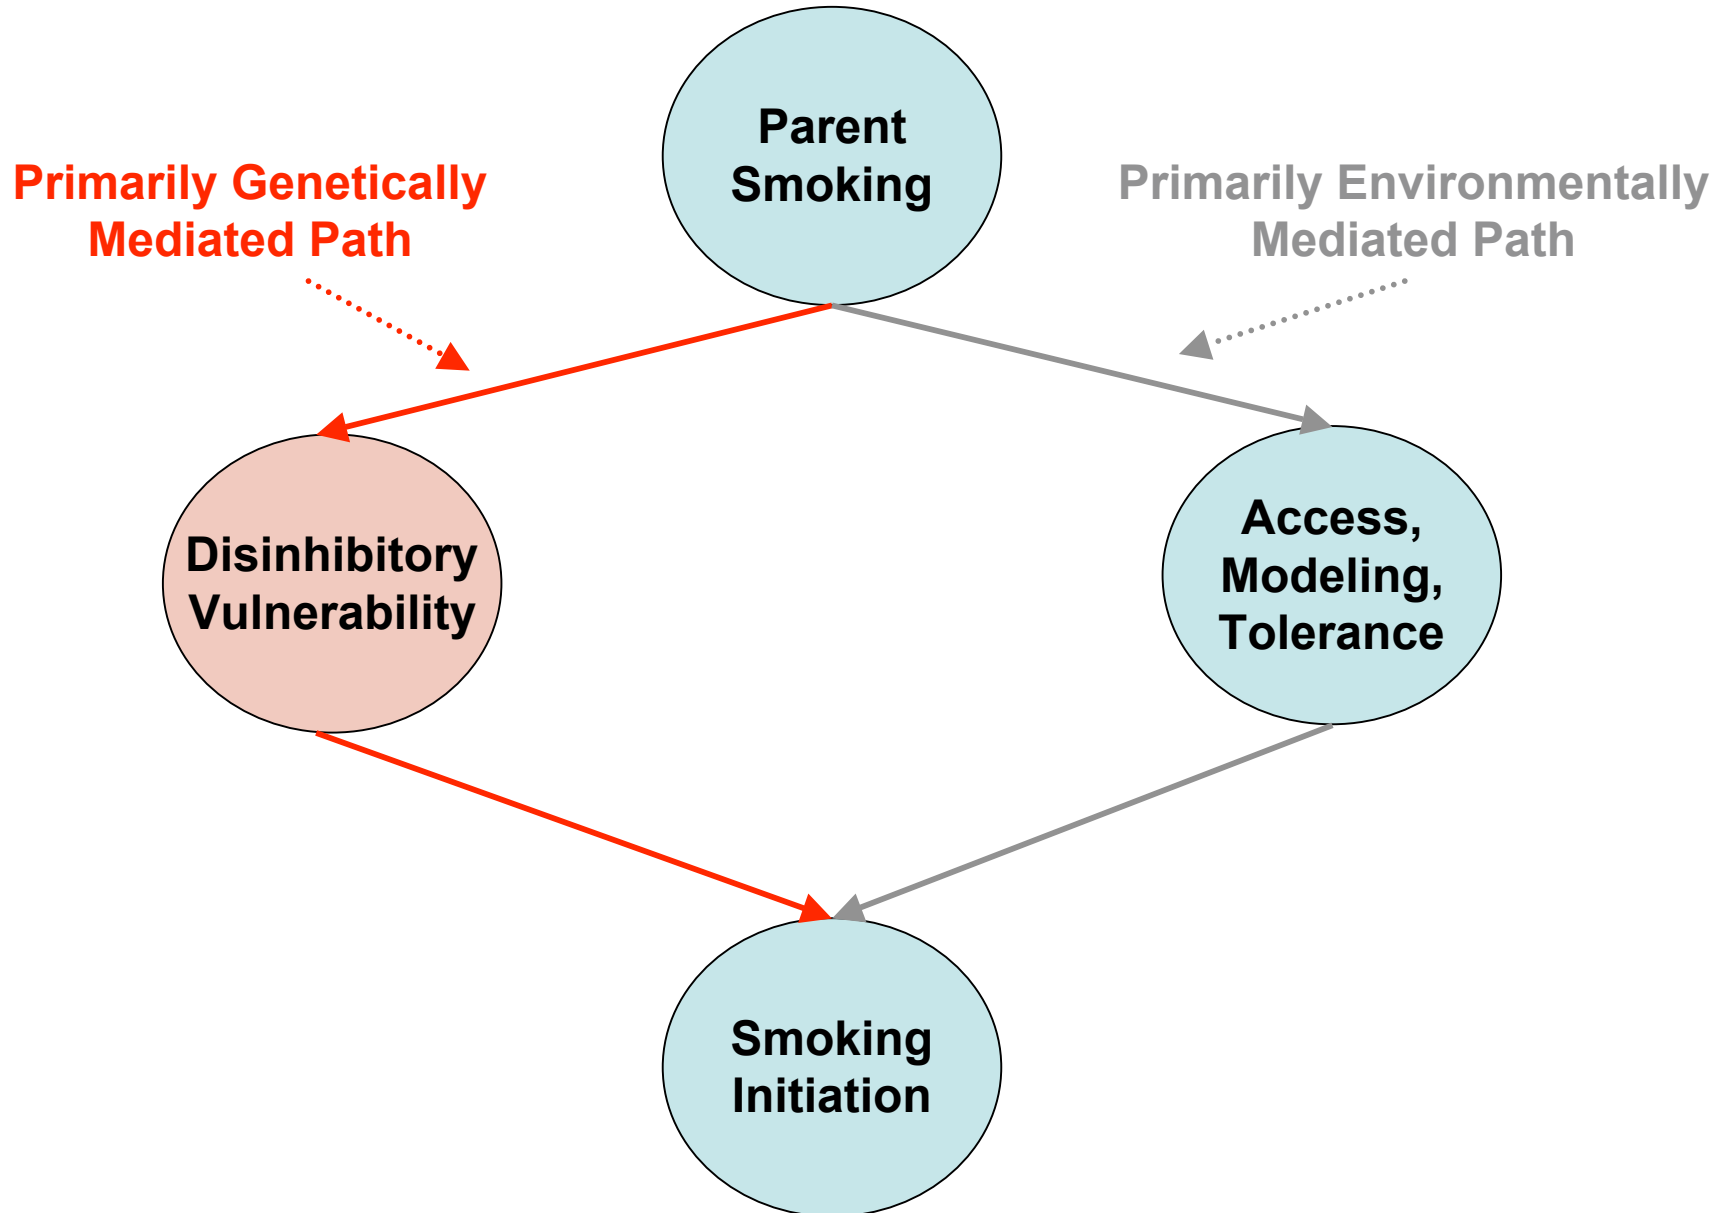 Parent
Smoking
Primarily Genetically
Mediated Path
Primarily Environmentally
Mediated Path
Disinhibitory
Vulnerability
Access,
Modeling,
Tolerance
Smoking
Initiation